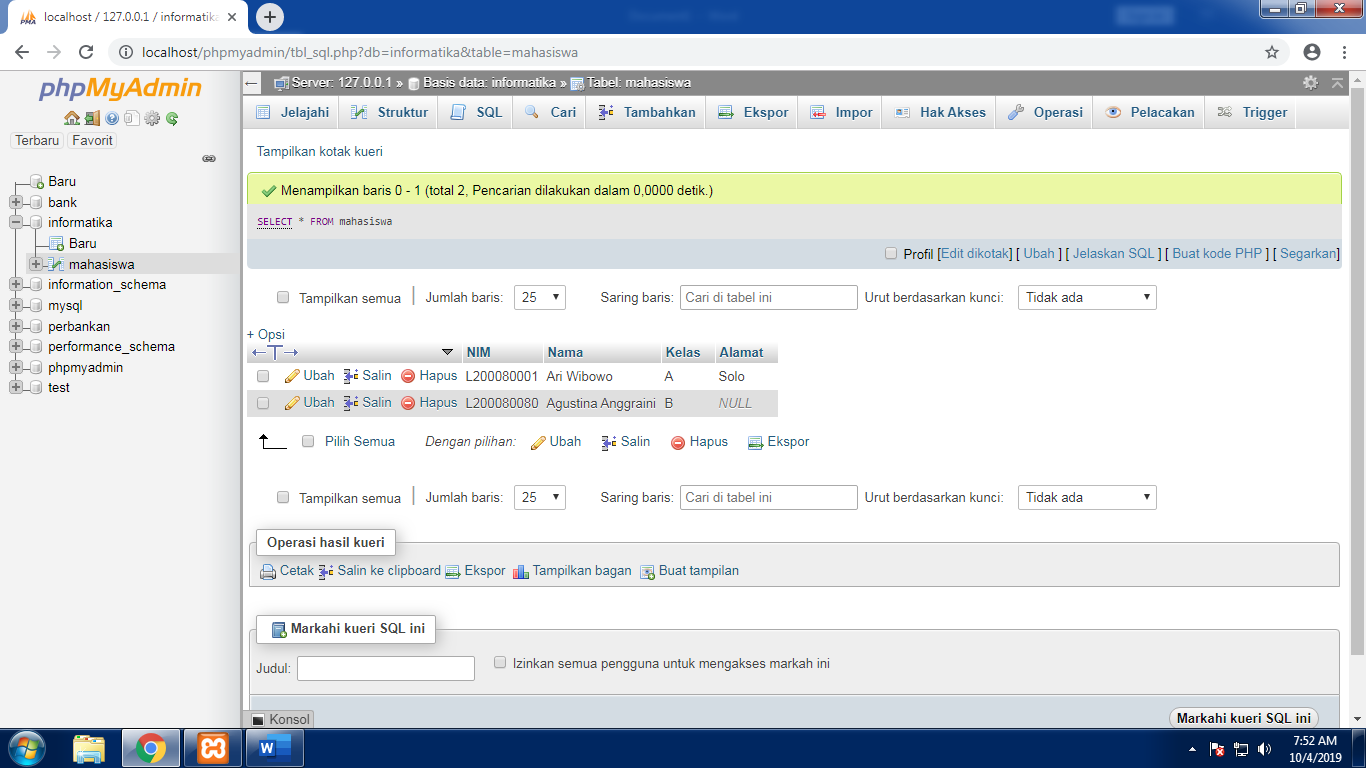 localhost / 127.0.0.1 / informatika
localhost/phpmyadmin/tbl_sql.php?db=informatika&table=mahasiswa
phpMyAdmin
Terbaru Favorit
Baru
bank
informatika
Baru
mahasiswa
information_schema
mysql
perbankan
performance_schema
phpmyadmin
test
Server: 127.0.0.1 » Basis data: informatika » Tabel: mahasiswa
Jelajahi Struktur SQL Cari Tambahkan Ekspor Impor Hak Akses Operasi Pelacakan Trigger
Tampilkan kotak kueri
Menampilkan baris 0 - 1 (total 2, Pencarian dilakukan dalam 0,0000 detik.)
SELECT * FROM mahasiswa
Profil [Edit dikotak] [ Ubah ] [ Jelaskan SQL ] [ Buat kode PHP ] [ Segarkan]
Tampilkan semua | Jumlah baris: 25 Saring baris: Cari di tabel ini Urut berdasarkan kunci: Tidak ada
+ Opsi
←T→ NIM Nama Kelas Alamat
Ubah Salin Hapus L200080001 Ari Wibowo A Solo
Ubah Salin Hapus L200080080 Agustina Anggraini B NULL
Pilih Semua Dengan pilihan: Ubah Salin Hapus Ekspor
Tampilkan semua | Jumlah baris: 25 Saring baris: Cari di tabel ini Urut berdasarkan kunci: Tidak ada
Operasi hasil kueri
Cetak Salin ke clipboard Ekspor Tampilkan bagan Buat tampilan
Markahi kueri SQL ini
Judul: Izinkan semua pengguna untuk mengakses markah ini
Konsol Markahi kueri SQL ini
7:52 AM
10/4/2019